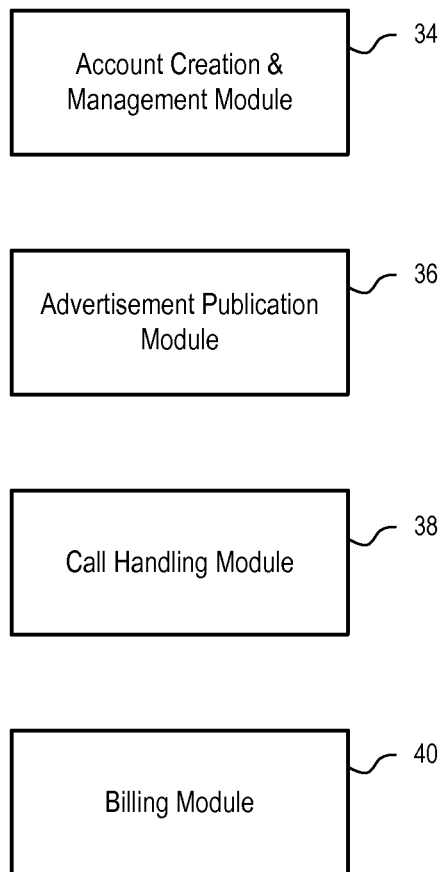 Account Creation &
Management Module
34
Advertisement Publication
Module
36
Call Handling Module
38
Billing Module
40